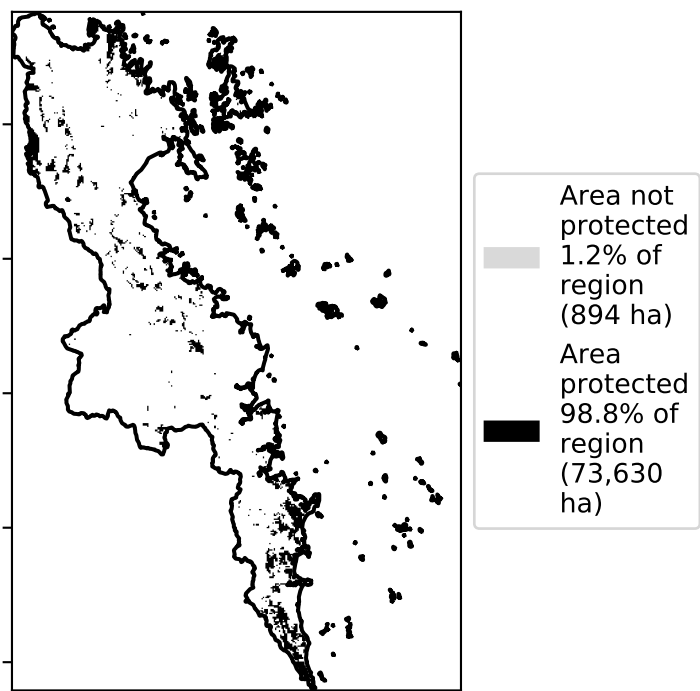 Area not
protected
1.2% of
region
(894 ha)
Area
protected
98.8% of
region
(73,630
ha)